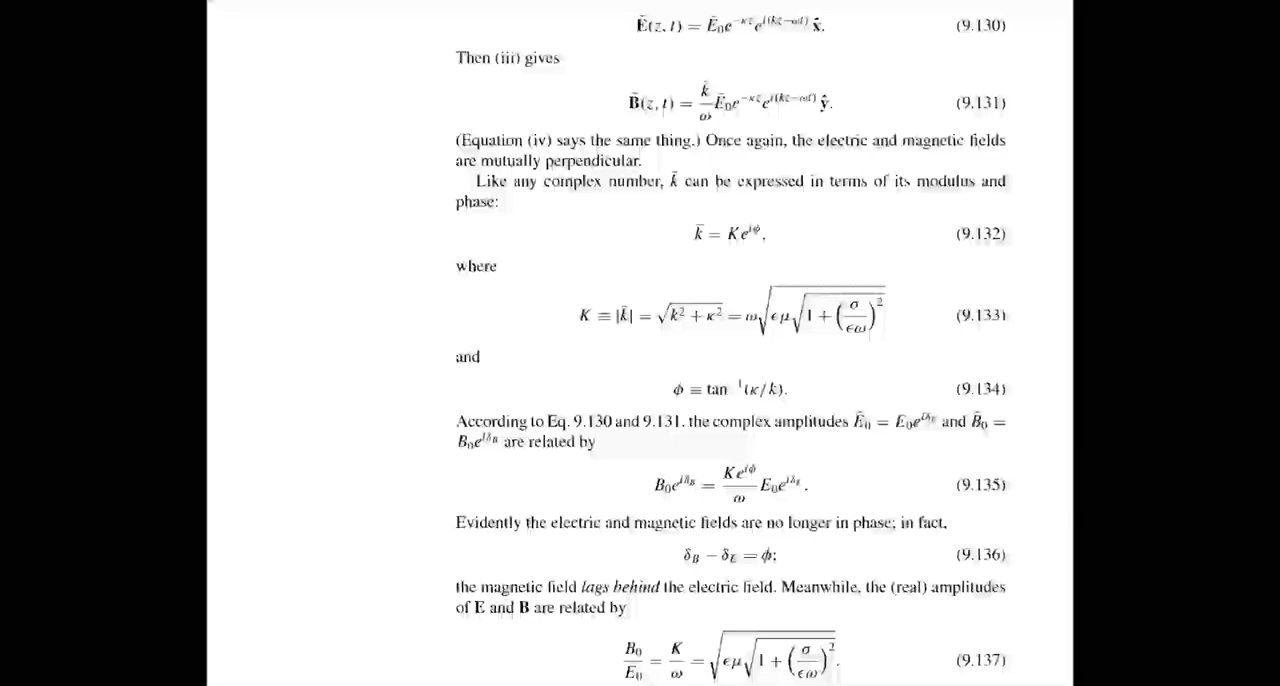 Ẽ(z, t) = Ẽ₀e^{−κz}e^{i(kz−ωt)} x̂. (9.130)
Then (iii) gives
B̃(z, t) = k̃/ω Ẽ₀e^{−κz}e^{i(kz−ωt)} ŷ. (9.131)
(Equation (iv) says the same thing.) Once again, the electric and magnetic fields
are mutually perpendicular.
Like any complex number, k̃ can be expressed in terms of its modulus and
phase:
k̃ = Ke^{iϕ}, (9.132)
where
K ≡ |k̃| = √(k² + κ²) = ω√(ϵμ√(1 + (σ/ϵω)²)) (9.133)
and
ϕ ≡ tan⁻¹(κ/k). (9.134)
According to Eq. 9.130 and 9.131, the complex amplitudes Ẽ₀ = E₀e^{iδ_E} and B̃₀ =
B₀e^{iδ_B} are related by
B₀e^{iδ_B} = Ke^{iϕ}/ω E₀e^{iδ_E}. (9.135)
Evidently the electric and magnetic fields are no longer in phase; in fact,
δ_B − δ_E = ϕ; (9.136)
the magnetic field lags behind the electric field. Meanwhile, the (real) amplitudes
of E and B are related by
B₀/E₀ = K/ω = √(ϵμ√(1 + (σ/ϵω)²)). (9.137)